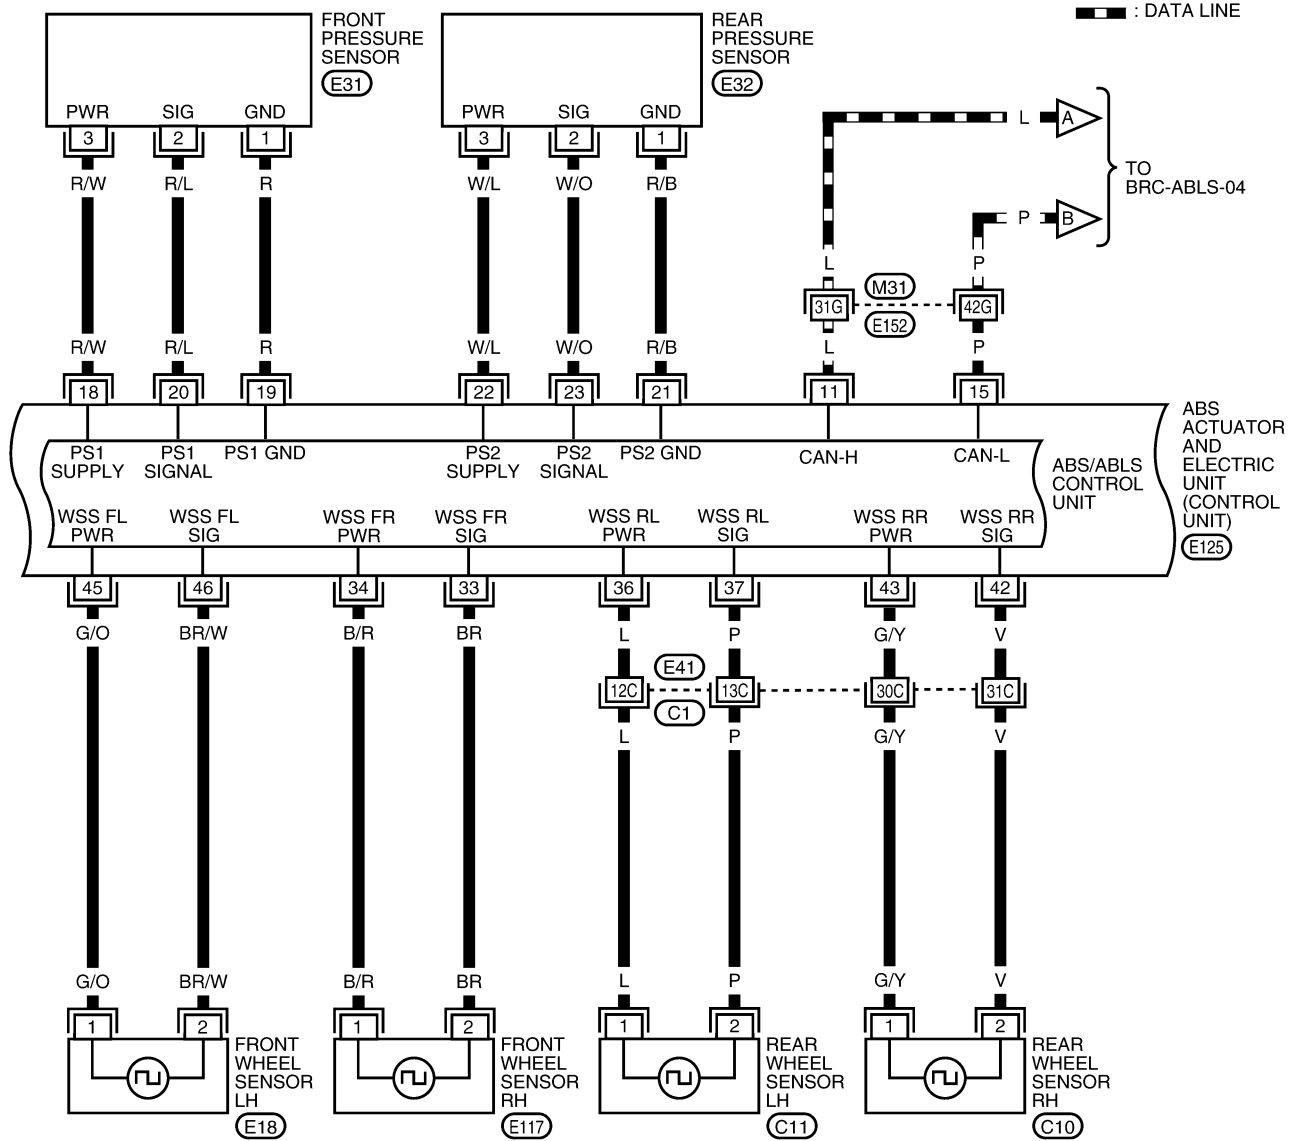 FRONT
PRESSURE
SENSOR
E31
REAR
PRESSURE
SENSOR
E32
: DATA LINE
PWR SIG GND
3 2 1
PWR SIG GND
3 2 1
L A
TO
BRC-ABLS-04
R/W R/L R
W/L W/O R/B
P B
L P
31G M31 42G
E152
R/W R/L R
W/L W/O R/B
L P
18 20 19 22 23 21 11 15
ABS
ACTUATOR
AND
ELECTRIC
UNIT
(CONTROL
UNIT)
E125
PS1
SUPPLY
PS1
SIGNAL
PS1 GND
PS2
SUPPLY
PS2
SIGNAL
PS2 GND
CAN-H
CAN-L
ABS/ABLS
CONTROL
UNIT
WSS FL
PWR
WSS FL
SIG
WSS FR
PWR
WSS FR
SIG
WSS RL
PWR
WSS RL
SIG
WSS RR
PWR
WSS RR
SIG
45 46 34 33 36 37 43 42
G/O BR/W B/R BR L P G/Y V
12C E41 13C 30C 31C
C1
L P G/Y V
G/O BR/W B/R BR L P G/Y V
1 2 1 2 1 2 1 2
FRONT
WHEEL
SENSOR
LH
E18
FRONT
WHEEL
SENSOR
RH
E117
REAR
WHEEL
SENSOR
LH
C11
REAR
WHEEL
SENSOR
RH
C10